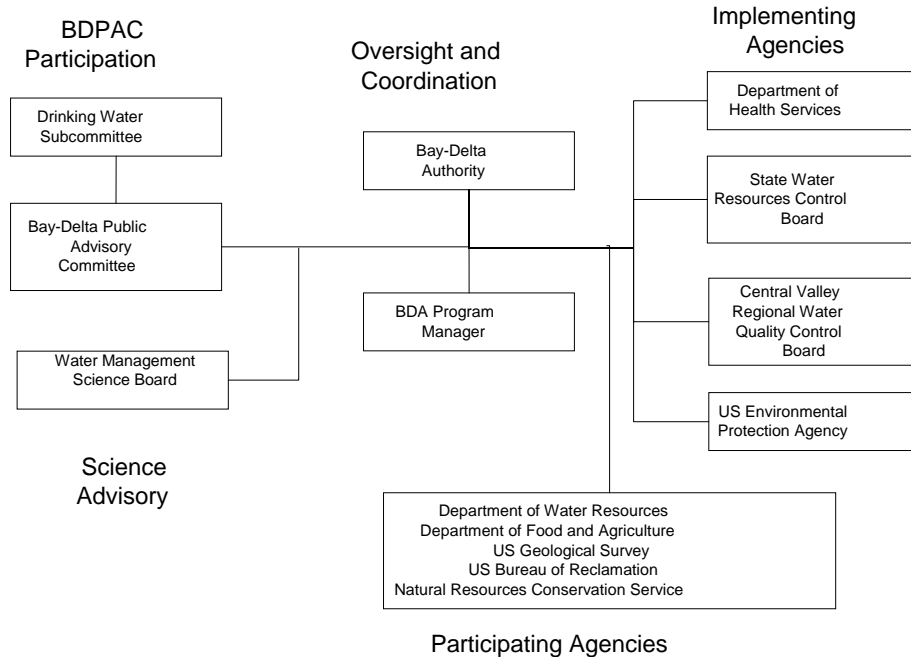 BDPAC
Participation
Drinking Water
Subcommittee
Bay-Delta Public
Advisory
Committee
Water Management
Science Board
Science
Advisory
Oversight and
Coordination
Bay-Delta
Authority
BDA Program
Manager
Implementing
Agencies
Department of
Health Services
State Water
Resources Control
Board
Central Valley
Regional Water
Quality Control
Board
US Environmental
Protection Agency
Department of Water Resources
Department of Food and Agriculture
US Geological Survey
US Bureau of Reclamation
Natural Resources Conservation Service
Participating Agencies